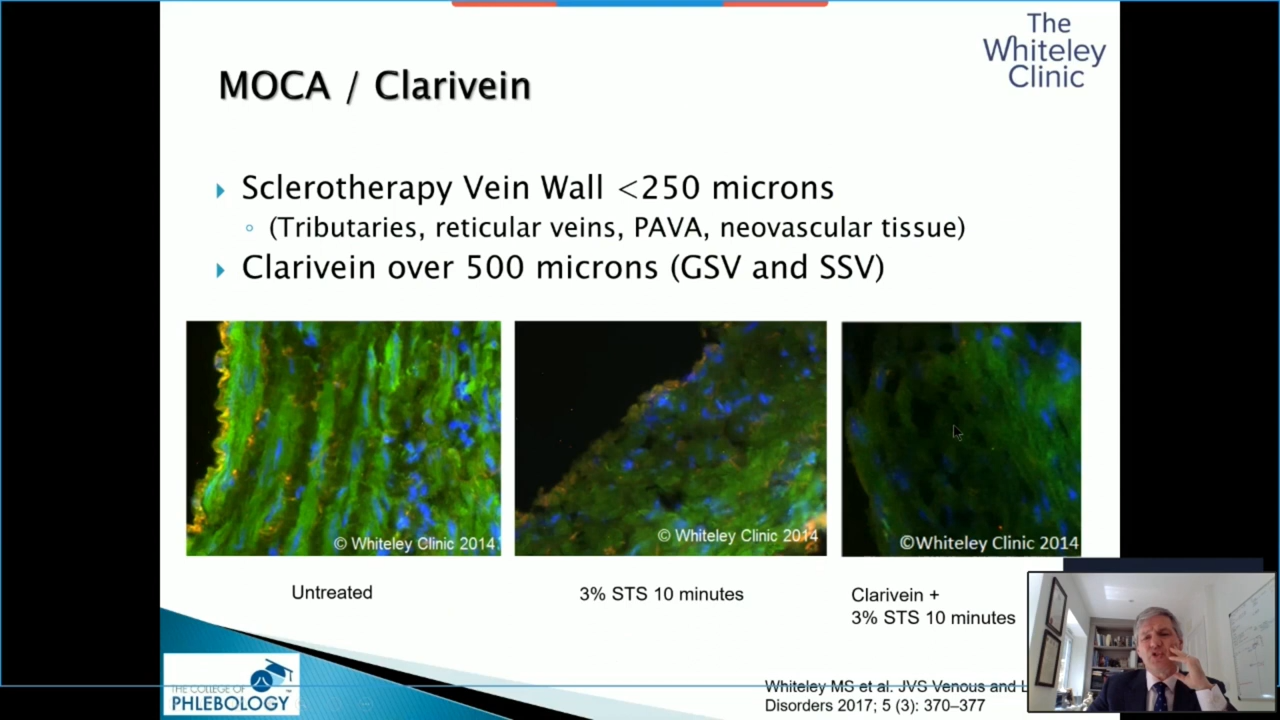 The
Whiteley
Clinic
MOCA / Clarivein
Sclerotherapy Vein Wall <250 microns
(Tributaries, reticular veins, PAVA, neovascular tissue)
Clarivein over 500 microns (GSV and SSV)
© Whiteley Clinic 2014
© Whiteley Clinic 2014
©Whiteley Clinic 2014
Untreated
3% STS 10 minutes
Clarivein +
3% STS 10 minutes
THE COLLEGE OF
PHLEBOLOGY
Whiteley MS et al. JVS Venous and
Disorders 2017; 5 (3): 370–377